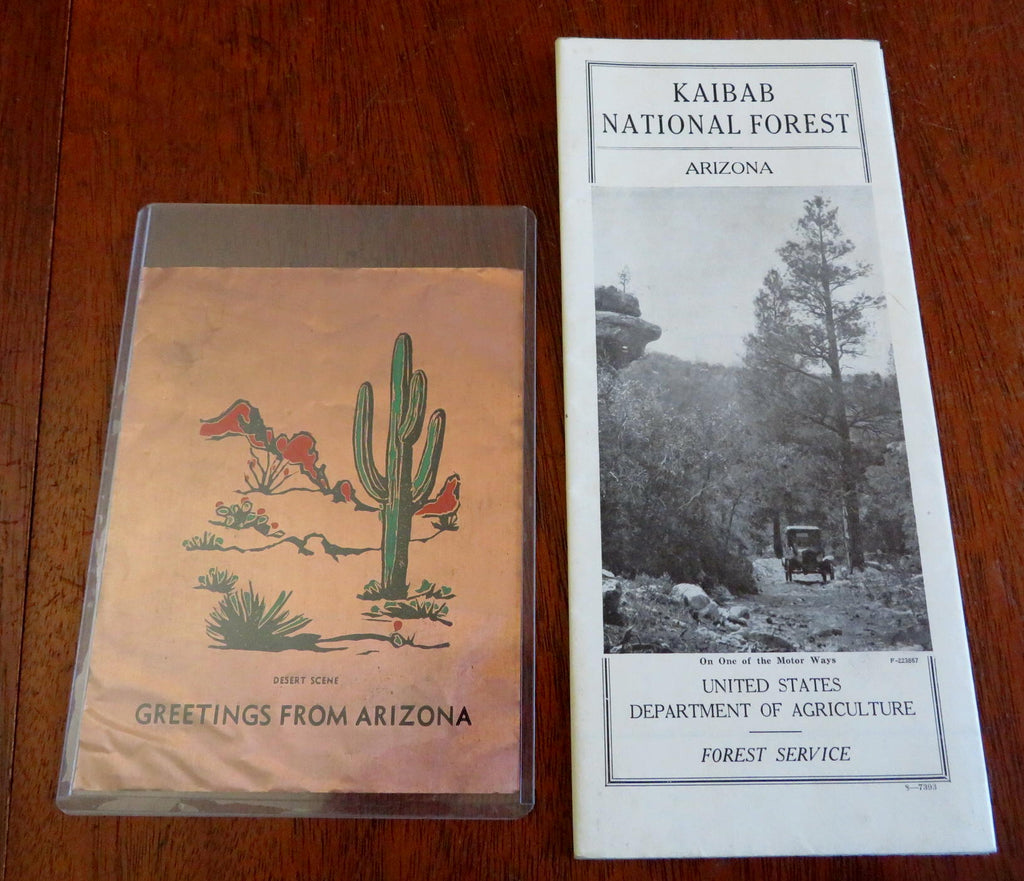 DESERT SCENE
GREETINGS FROM ARIZONA
KAIBAB
NATIONAL FOREST
ARIZONA
On One of the Motor Ways
F-223867
UNITED STATES
DEPARTMENT OF AGRICULTURE
FOREST SERVICE
8—7393